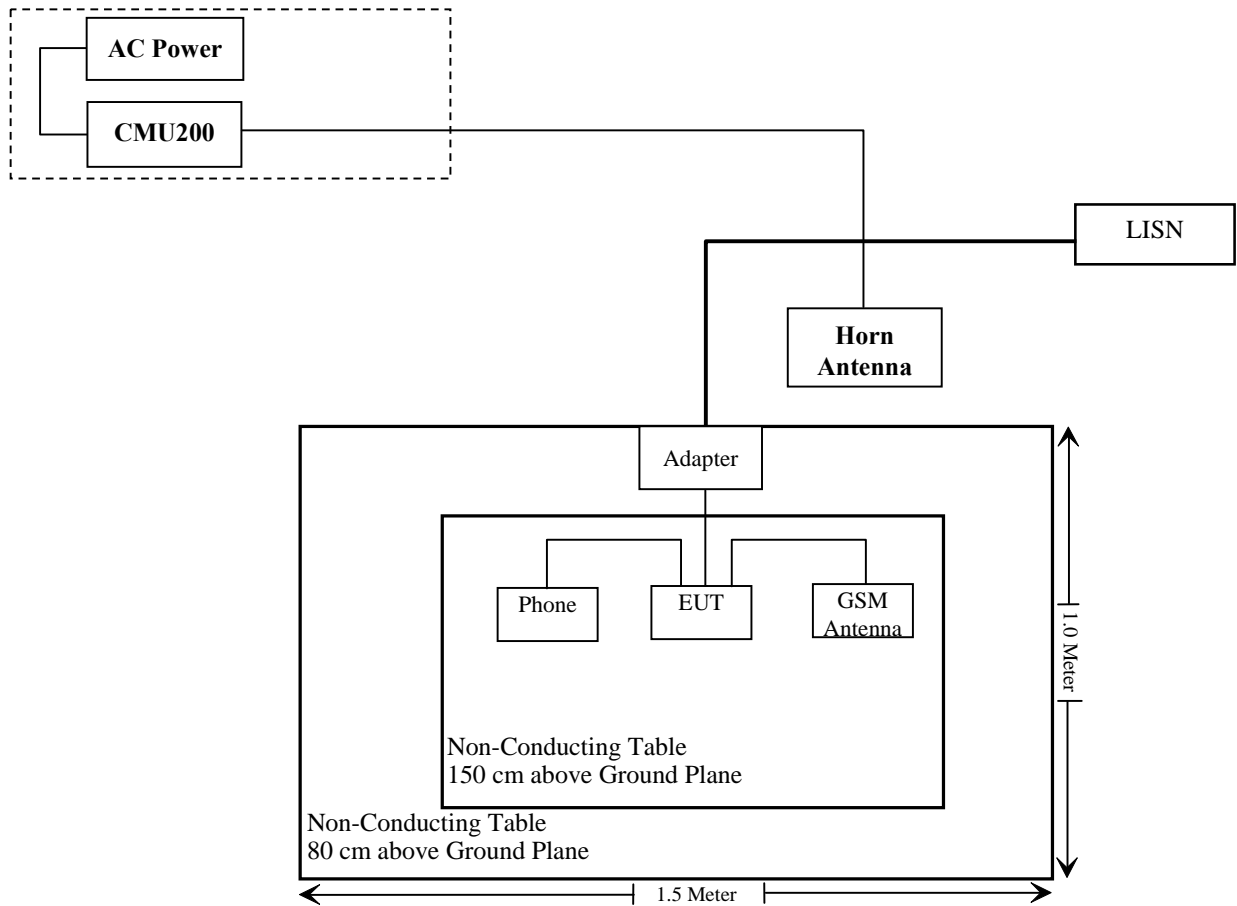 AC Power
CMU200
LISN
Horn
Antenna
Adapter
Phone
EUT
GSM
Antenna
1.0 Meter
Non-Conducting Table
150 cm above Ground Plane
Non-Conducting Table
80 cm above Ground Plane
1.5 Meter